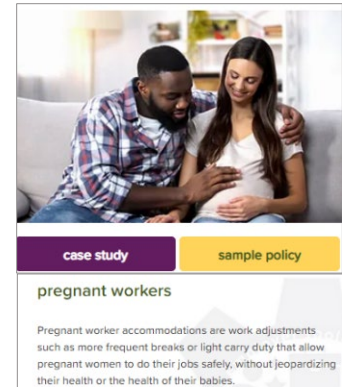 case study
sample policy
pregnant workers
Pregnant worker accommodations are work adjustments
such as more frequent breaks or light carry duty that allow
pregnant women to do their jobs safely, without jeopardizing
their health or the health of their babies.